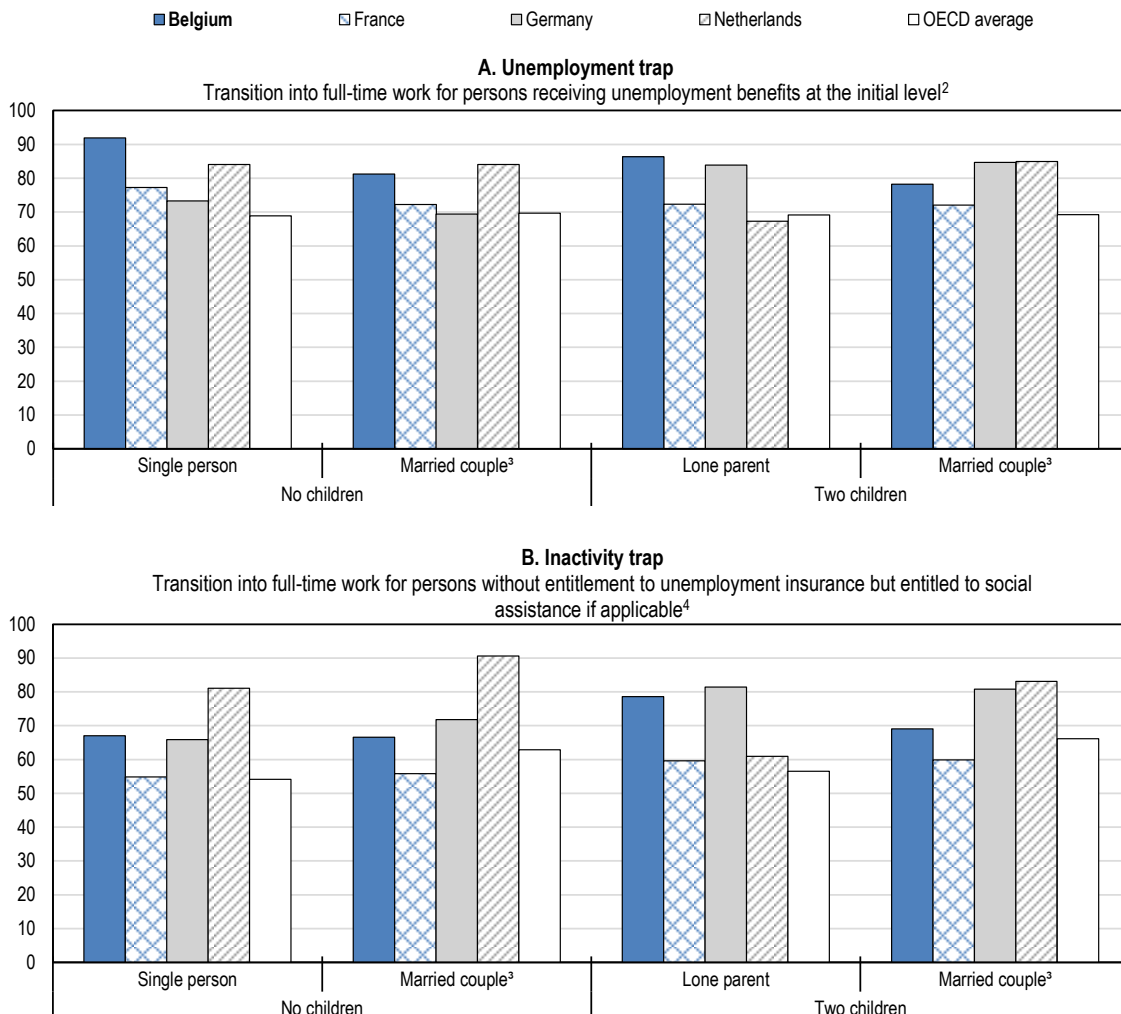 Belgium France Germany Netherlands OECD average
A. Unemployment trap
Transition into full-time work for persons receiving unemployment benefits at the initial level²
100
90
80
70
60
50
40
30
20
10
0
Single person Married couple³ Lone parent Married couple³
No children Two children
B. Inactivity trap
Transition into full-time work for persons without entitlement to unemployment insurance but entitled to social
assistance if applicable⁴
100
90
80
70
60
50
40
30
20
10
0
Single person Married couple³ Lone parent Married couple³
No children Two children